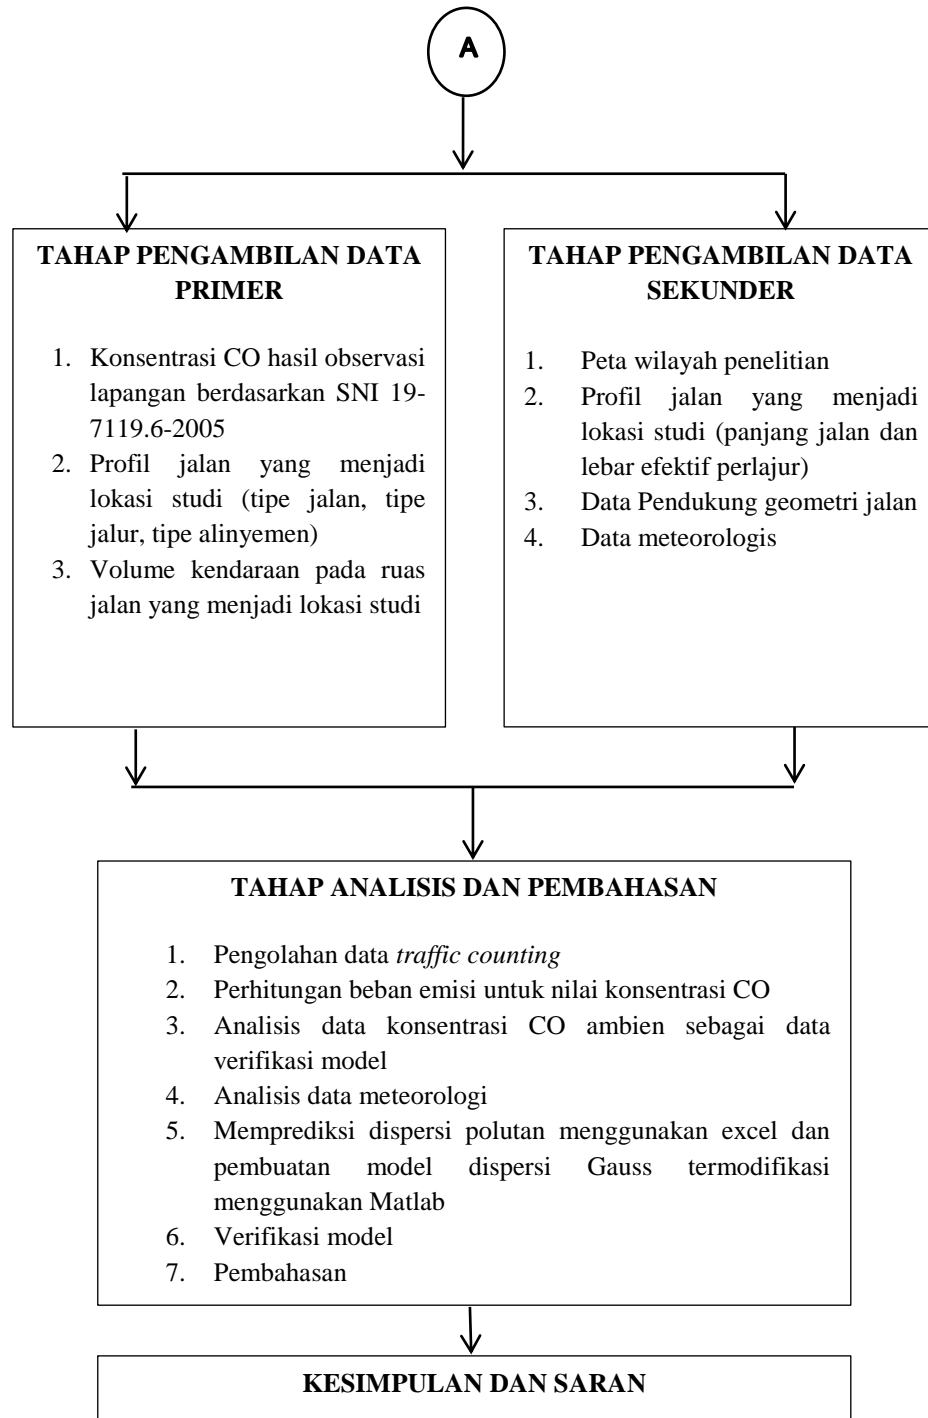 A
TAHAP PENGAMBILAN DATA
PRIMER
1. Konsentrasi CO hasil observasi
lapangan berdasarkan SNI 19-
7119.6-2005
2. Profil jalan yang menjadi
lokasi studi (tipe jalan, tipe
jalur, tipe alinyemen)
3. Volume kendaraan pada ruas
jalan yang menjadi lokasi studi
TAHAP PENGAMBILAN DATA
SEKUNDER
1. Peta wilayah penelitian
2. Profil jalan yang menjadi
lokasi studi (panjang jalan dan
lebar efektif perlajur)
3. Data Pendukung geometri jalan
4. Data meteorologis
TAHAP ANALISIS DAN PEMBAHASAN
1. Pengolahan data traffic counting
2. Perhitungan beban emisi untuk nilai konsentrasi CO
3. Analisis data konsentrasi CO ambien sebagai data
verifikasi model
4. Analisis data meteorologi
5. Memprediksi dispersi polutan menggunakan excel dan
pembuatan model dispersi Gauss termodifikasi
menggunakan Matlab
6. Verifikasi model
7. Pembahasan
KESIMPULAN DAN SARAN